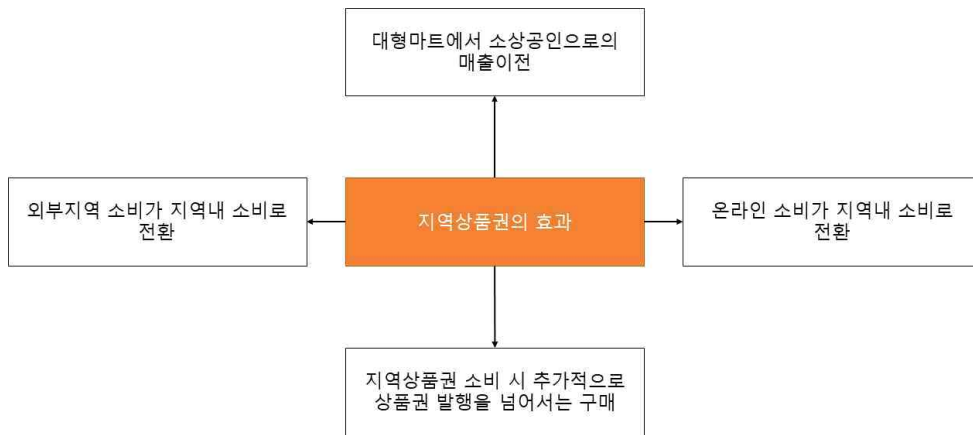 대형마트에서 소상공인으로의
매출이전
외부지역 소비가 지역내 소비로
전환
지역상품권의 효과
온라인 소비가 지역내 소비로
전환
지역상품권 소비 시 추가적으로
상품권 발행을 넘어서는 구매